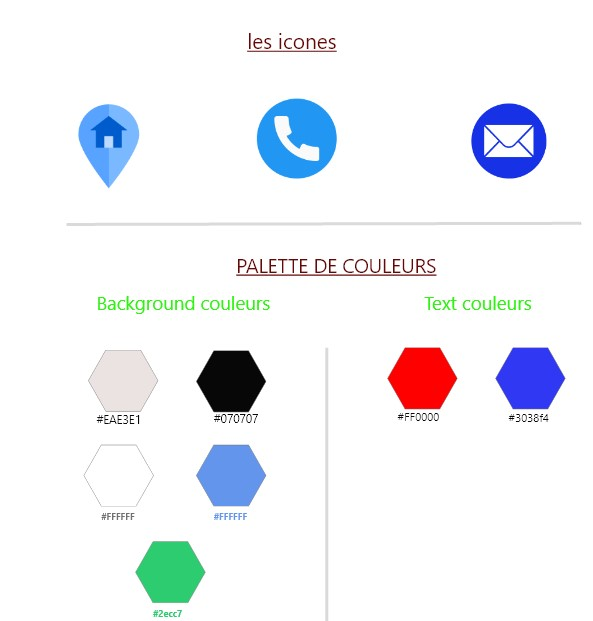 les icones
PALETTE DE COULEURS
Background couleurs
Text couleurs
#EAE3E1
#070707
#FF0000
#3038f4
#FFFFFF
#FFFFFF
#2ecc7